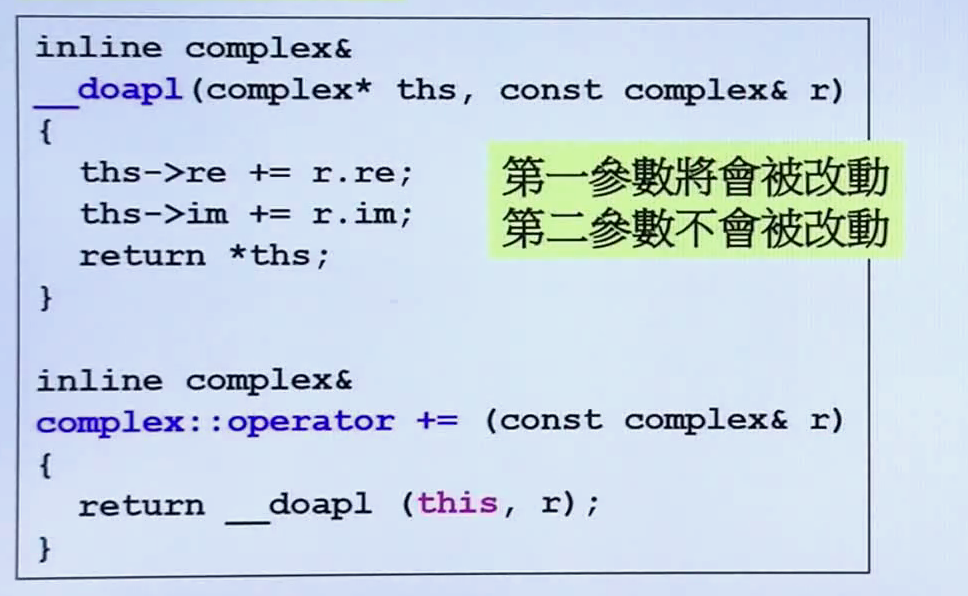 inline complex&
__doapl(complex* ths, const complex& r)
{
  ths->re += r.re;
  ths->im += r.im;
  return *ths;
}
第一參數將會被改動
第二參數不會被改動
inline complex&
complex::operator += (const complex& r)
{
  return __doapl (this, r);
}